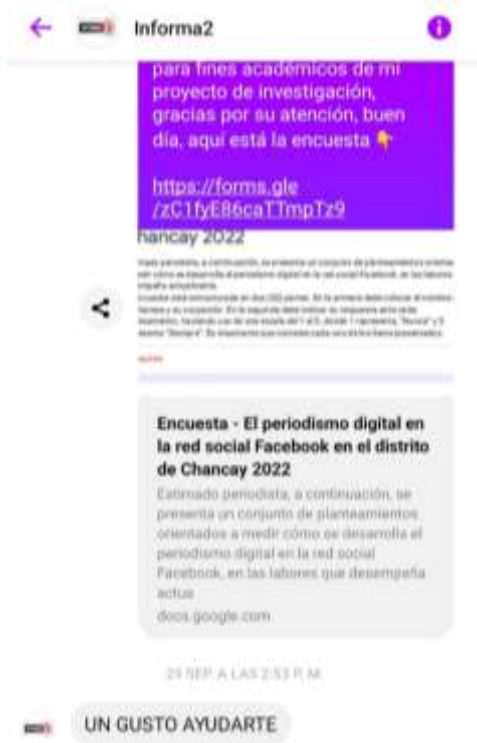 Informa2
para fines académicos de mi
proyecto de investigación,
gracias por su atención, buen
día, aquí está la encuesta 👇
https://forms.gle
/zC1fyE86caTTmpTz9
hancay 2022
Encuesta - El periodismo digital en
la red social Facebook en el distrito
de Chancay 2022
Estimado periodista, a continuación, se
presenta un conjunto de planteamientos
orientados a medir cómo se desarrolla el
periodismo digital en la red social
Facebook, en las labores que desempeña
actua
docs.google.com
29 SEP A LAS 2:53 P. M.
UN GUSTO AYUDARTE